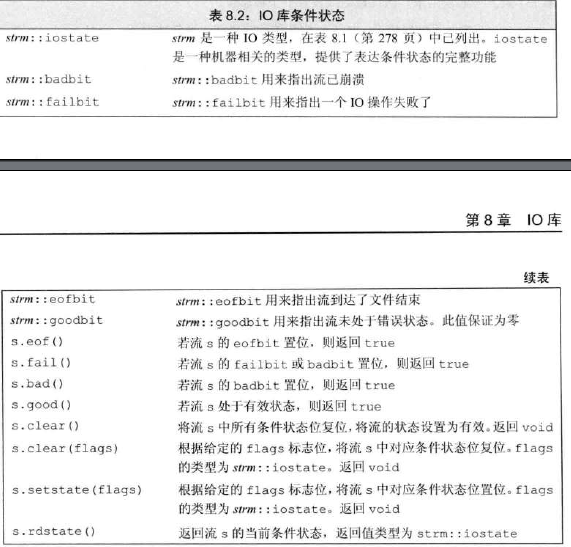 表 8.2：IO 库条件状态
strm::iostate strm 是一种 IO 类型，在表 8.1（第 278 页）中已列出。iostate
是一种机器相关的类型，提供了表达条件状态的完整功能
strm::badbit strm::badbit 用来指出流已崩溃
strm::failbit strm::failbit 用来指出一个 IO 操作失败了
第 8 章 IO 库
续表
strm::eofbit strm::eofbit 用来指出流到达了文件结束
strm::goodbit strm::goodbit 用来指出流未处于错误状态。此值保证为零
s.eof() 若流 s 的 eofbit 置位，则返回 true
s.fail() 若流 s 的 failbit 或 badbit 置位，则返回 true
s.bad() 若流 s 的 badbit 置位，则返回 true
s.good() 若流 s 处于有效状态，则返回 true
s.clear() 将流 s 中所有条件状态位复位，将流的状态设置为有效。返回 void
s.clear(flags) 根据给定的 flags 标志位，将流 s 中对应条件状态位复位。flags
的类型为 strm::iostate。返回 void
s.setstate(flags) 根据给定的 flags 标志位，将流 s 中对应条件状态位置位。flags
的类型为 strm::iostate。返回 void
s.rdstate() 返回流 s 的当前条件状态，返回值类型为 strm::iostate